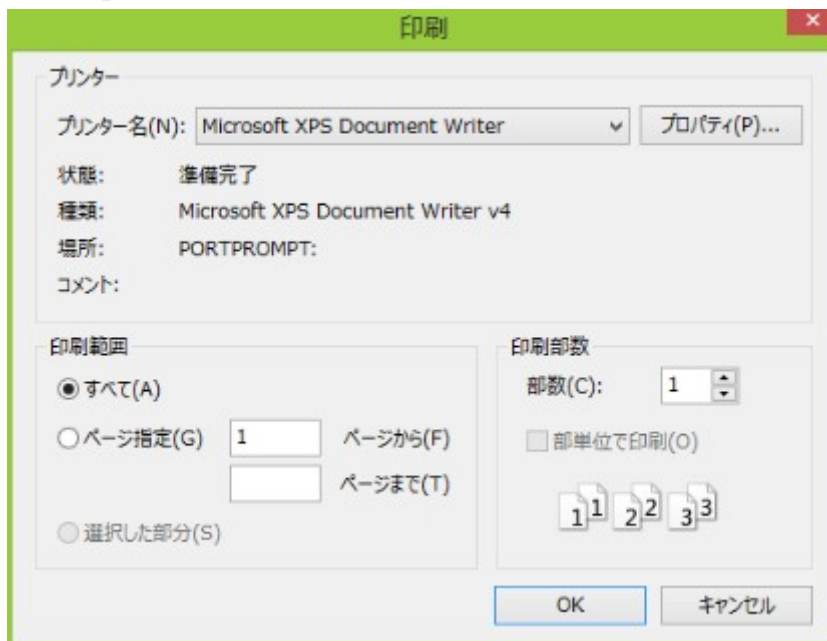 印刷
プリンター
プリンター名(N): Microsoft XPS Document Writer プロパティ(P)...
状態: 準備完了
種類: Microsoft XPS Document Writer v4
場所: PORTPROMPT:
コメント:
印刷範囲
すべて(A)
ページ指定(G) 1 ページから(F)
ページまで(T)
選択した部分(S)
印刷部数
部数(C): 1
部単位で印刷(O)
1 1 2 2 3 3
OK キャンセル